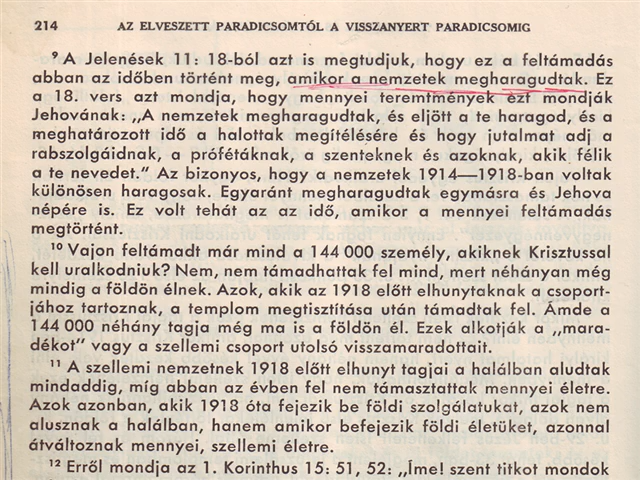 214 AZ ELVESZETT PARADICSOMTÓL A VISSZANYERT PARADICSOMIG
⁹ A Jelenések 11: 18-ból azt is megtudjuk, hogy ez a feltámadás
abban az időben történt meg, amikor a nemzetek megharagudtak. Ez
a 18. vers azt mondja, hogy mennyei teremtmények ezt mondják
Jehovának: „A nemzetek megharagudtak, és eljött a te haragod, és a
meghatározott idő a halottak megítélésére és hogy jutalmat adj a
rabszolgáidnak, a prófétáknak, a szenteknek és azoknak, akik félik
a te nevedet.” Az bizonyos, hogy a nemzetek 1914—1918-ban voltak
különösen haragosak. Egyaránt megharagudtak egymásra és Jehova
népére is. Ez volt tehát az az idő, amikor a mennyei feltámadás
megtörtént.
¹⁰ Vajon feltámadt már mind a 144 000 személy, akiknek Krisztussal
kell uralkodniuk? Nem, nem támadhattak fel mind, mert néhányan még
mindig a földön élnek. Azok, akik az 1918 előtt elhunytaknak a csoport-
jához tartoznak, a templom megtisztítása után támadtak fel. Ámde a
144 000 néhány tagja még ma is a földön él. Ezek alkotják a „mara-
dékot” vagy a szellemi csoport utolsó visszamaradottait.
¹¹ A szellemi nemzetnek 1918 előtt elhunyt tagjai a halálban aludtak
mindaddig, míg abban az évben fel nem támasztattak mennyei életre.
Azok azonban, akik 1918 óta fejezik be földi szolgálatukat, azok nem
alusznak a halálban, hanem amikor befejezik földi életüket, azonnal
átváltoznak mennyei, szellemi életre.
¹² Erről mondja az 1. Korinthus 15: 51, 52: „Íme! szent titkot mondok